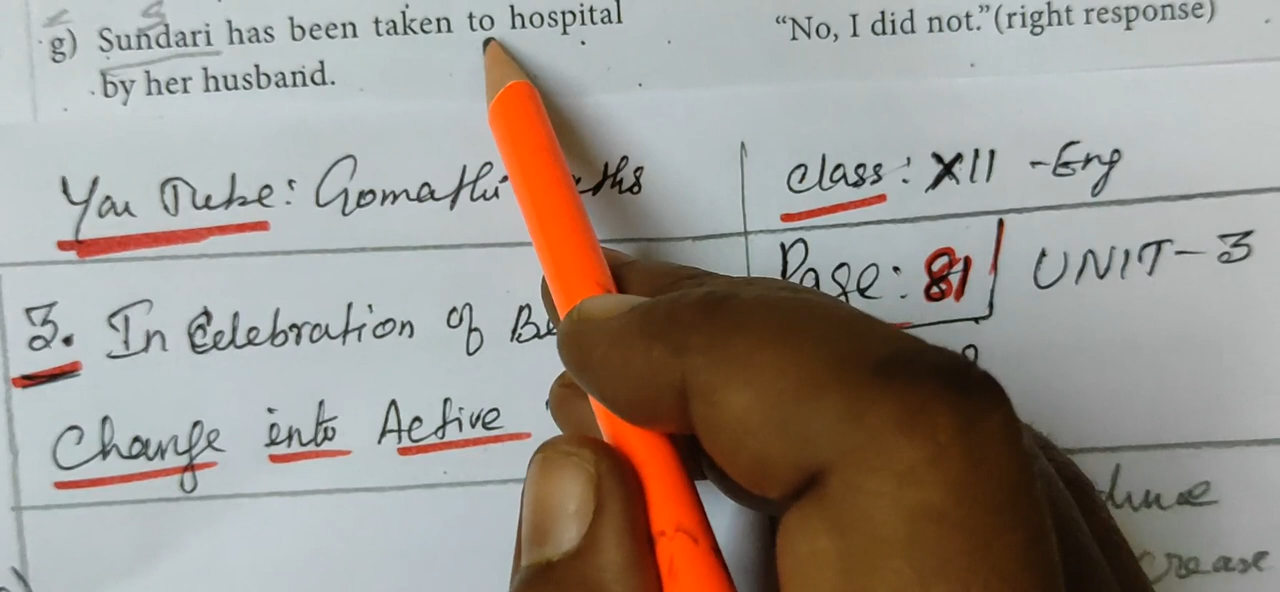 g) Sundari has been taken to hospital
by her husband.
"No, I did not." (right response)
S
You Tube: Gomathi
Class: XII - Eng
Page: 81
UNIT-3
3. In Celebration of
Change into Active